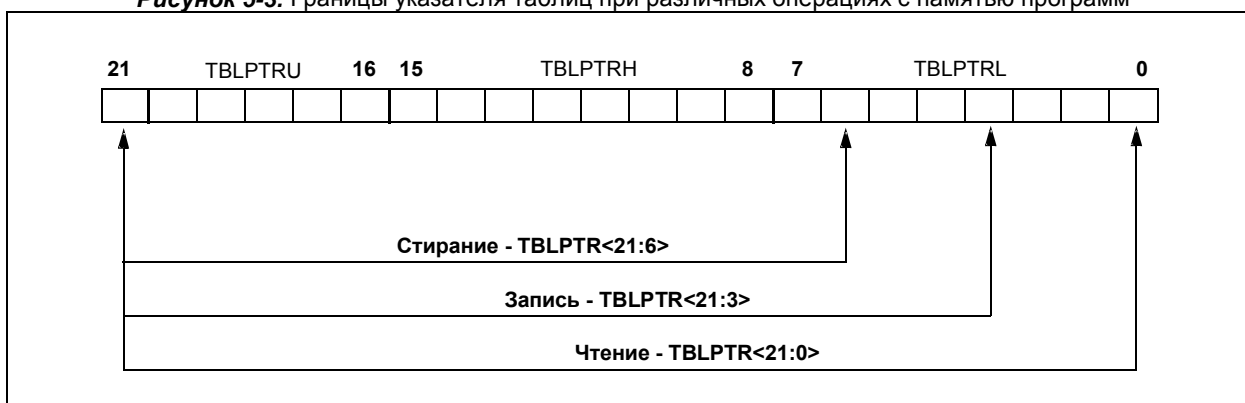 Рисунок 5-3. Границы указателя таблиц при различных операциях с памятью программ
21 TBLPTRU 16 15 TBLPTRH 8 7 TBLPTRL 0
Стирание - TBLPTR<21:6>
Запись - TBLPTR<21:3>
Чтение - TBLPTR<21:0>